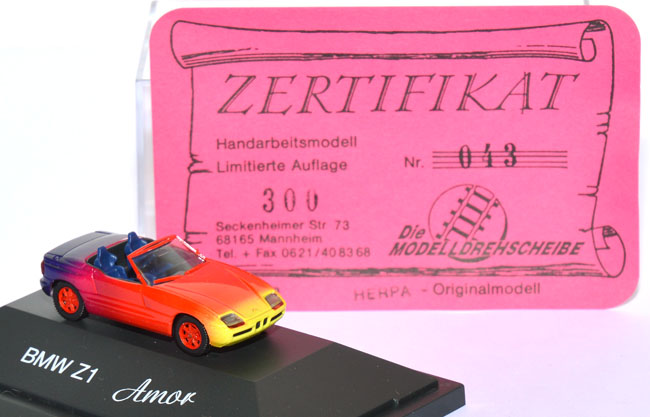 ZERTIFIKAT
Handarbeitsmodell
Limitierte Auflage
Nr. 043
300
Seckenheimer Str 73
68165 Mannheim
Tel. + Fax 0621/408368
Die
MODELLDREHSCHEIBE
HERPA - Originalmodell
BMW Z1
Amor